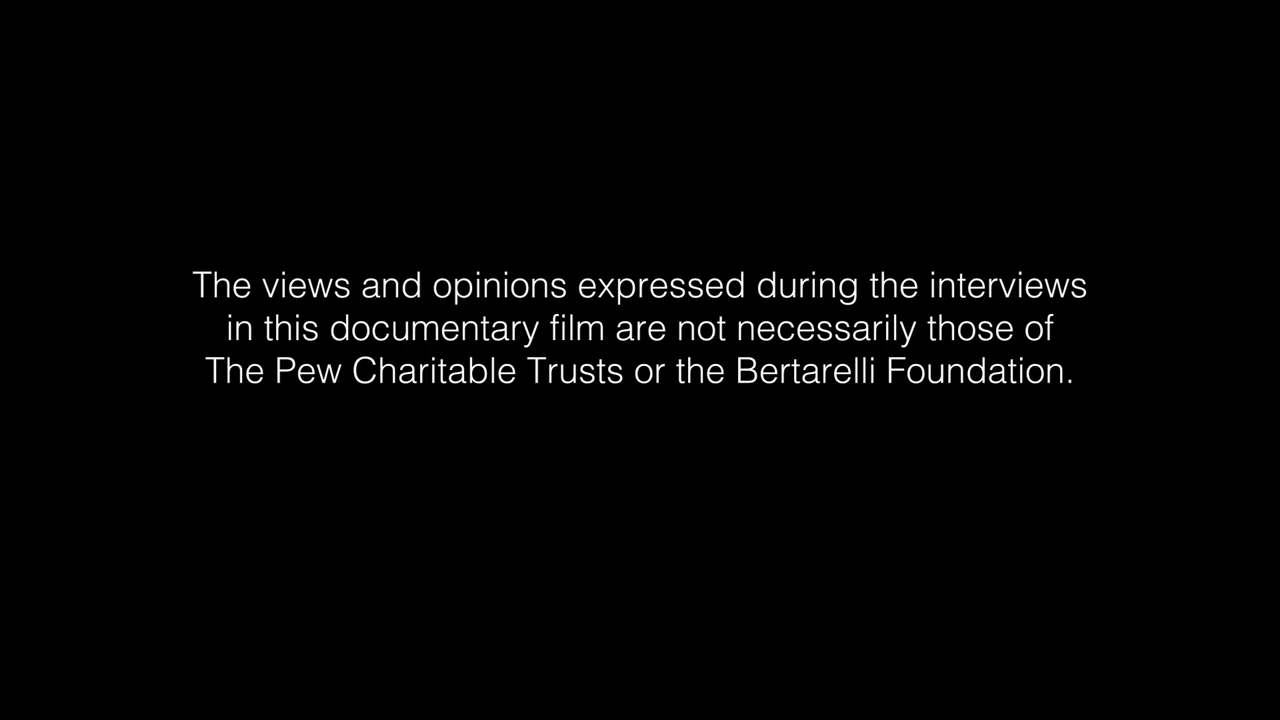 The views and opinions expressed during the interviews
in this documentary film are not necessarily those of
The Pew Charitable Trusts or the Bertarelli Foundation.